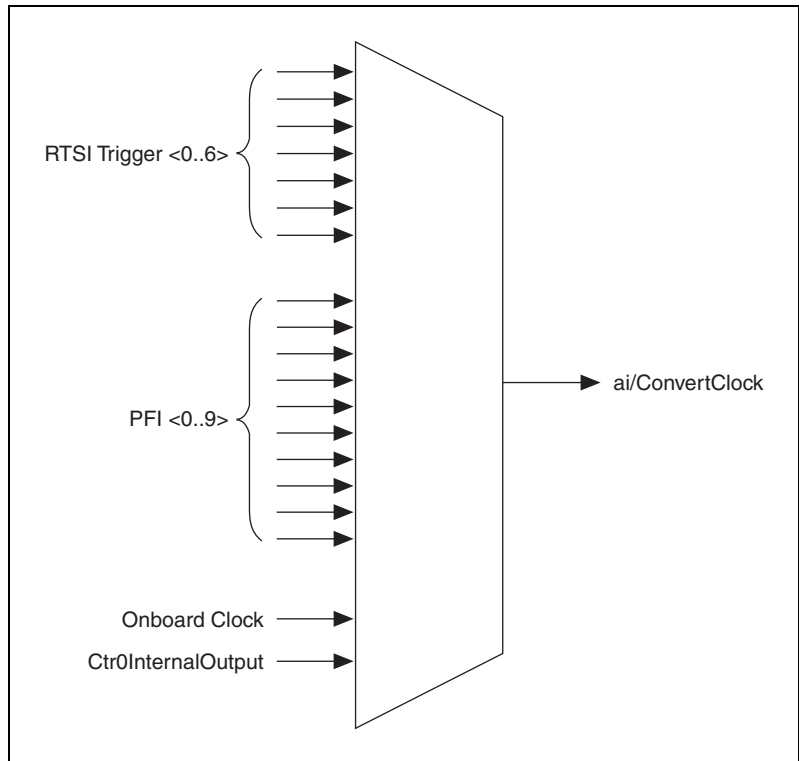 RTSI Trigger <0..6>
PFI <0..9>
ai/ConvertClock
Onboard Clock
Ctr0InternalOutput